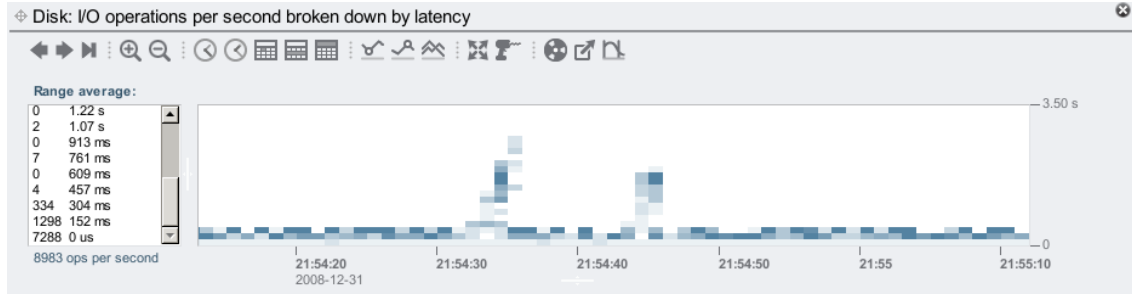 Disk: I/O operations per second broken down by latency
Range average:
0 1.22 s
2 1.07 s
0 913 ms
7 761 ms
0 609 ms
4 457 ms
334 304 ms
1298 152 ms
7288 0 us
8983 ops per second
3.50 s
0
21:54:20 21:54:30 21:54:40 21:54:50 21:55 21:55:10
2008-12-31